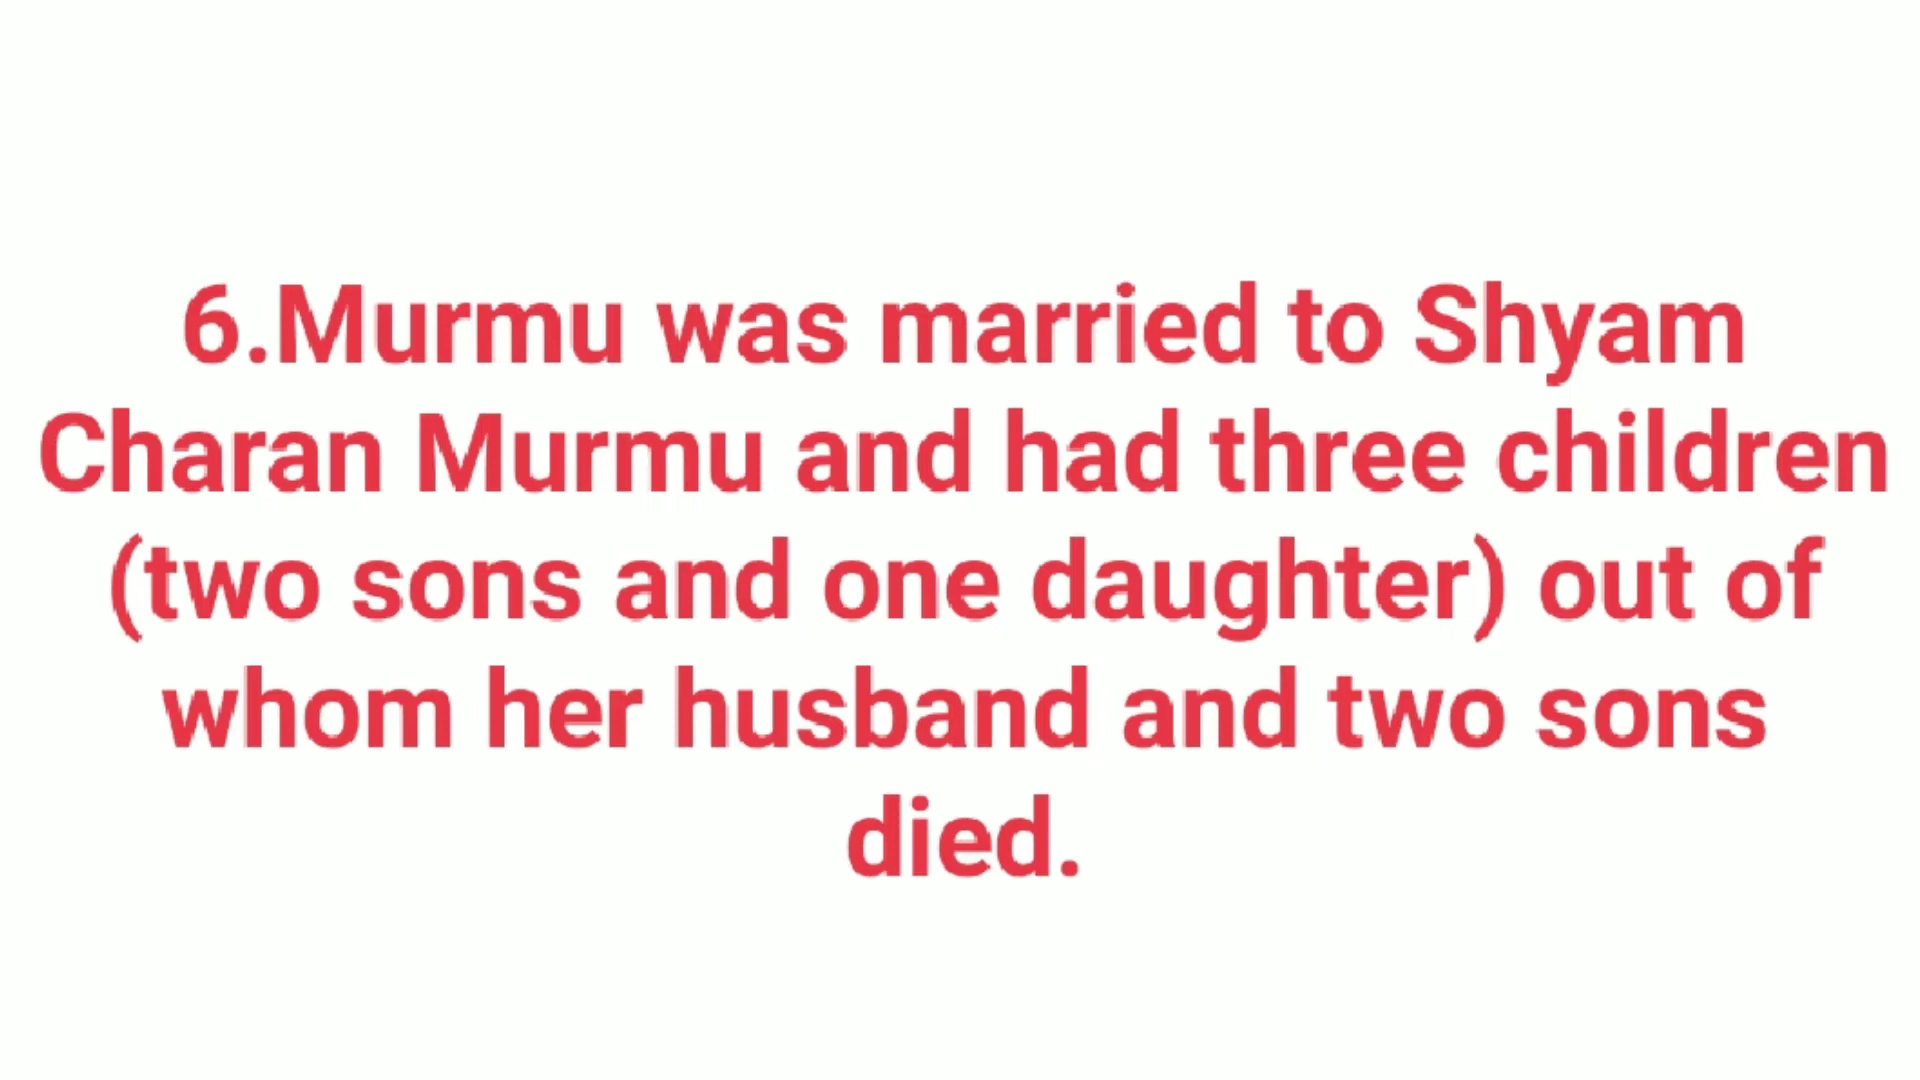 6.Murmu was married to Shyam
Charan Murmu and had three children
(two sons and one daughter) out of
whom her husband and two sons
died.